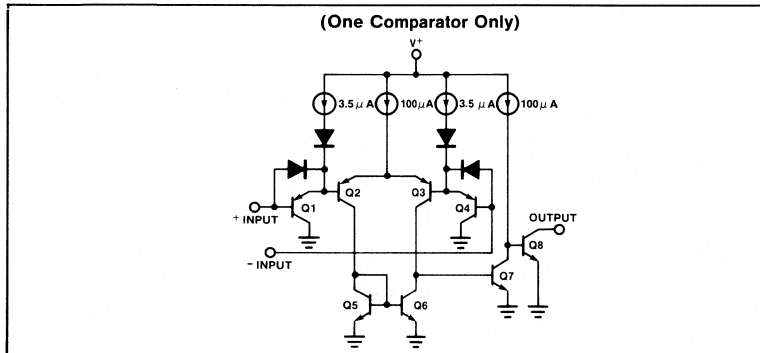 (One Comparator Only)
V+
3.5 μA 100μA 3.5 μA 100μA
Q2 Q3
Q1 Q4
+ INPUT
OUTPUT
Q8
− INPUT
Q7
Q5 Q6